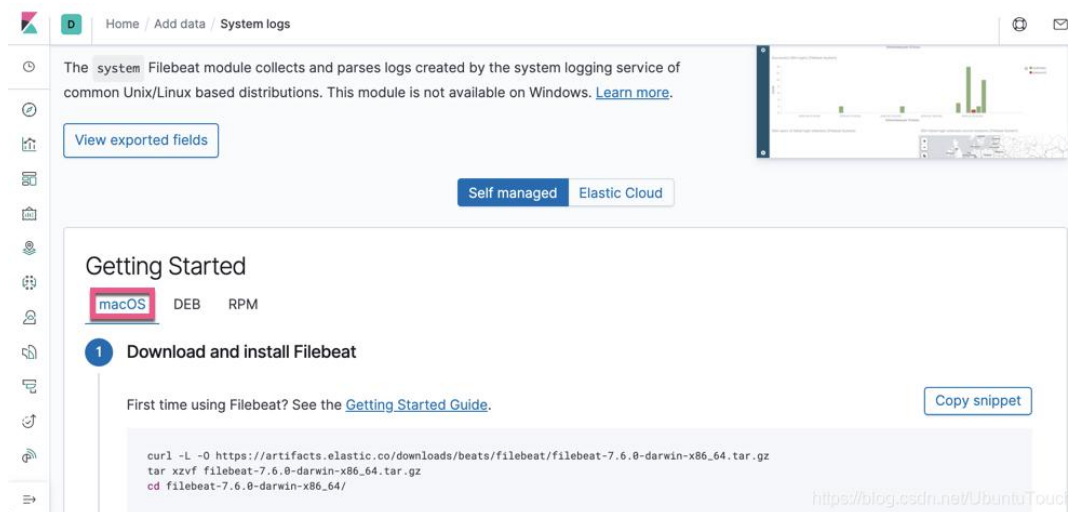 D Home / Add data / System logs
The system Filebeat module collects and parses logs created by the system logging service of
common Unix/Linux based distributions. This module is not available on Windows. Learn more.
View exported fields
Self managed Elastic Cloud
Getting Started
macOS DEB RPM
1 Download and install Filebeat
First time using Filebeat? See the Getting Started Guide.
Copy snippet
curl -L -O https://artifacts.elastic.co/downloads/beats/filebeat/filebeat-7.6.0-darwin-x86_64.tar.gz
tar xzvf filebeat-7.6.0-darwin-x86_64.tar.gz
cd filebeat-7.6.0-darwin-x86_64/
https://blog.csdn.net/UbuntuTouch